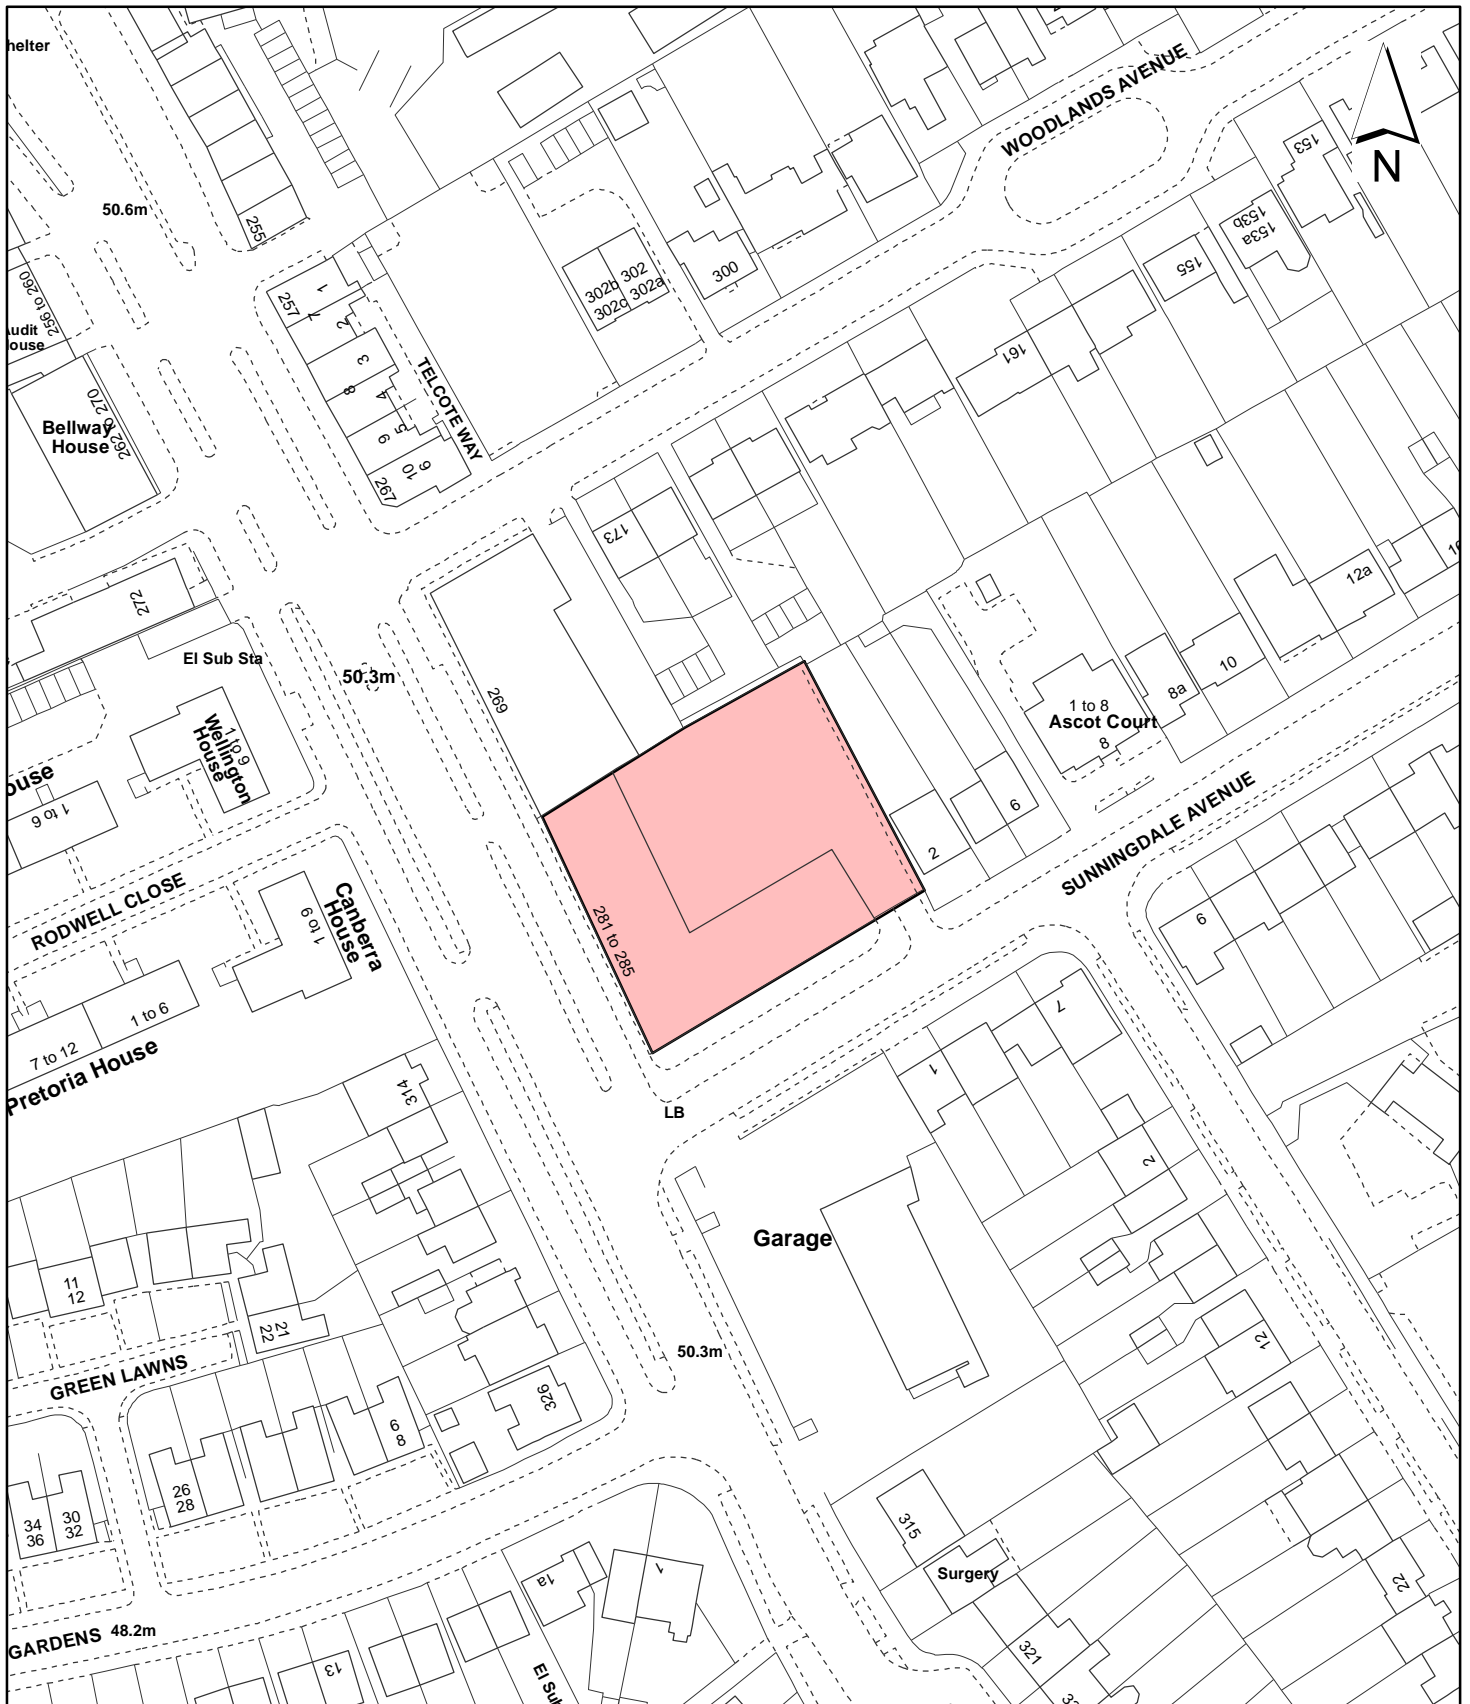 helter
WOODLANDS AVENUE
N
50.6m
255
153
153b
153a
155
256 to 260
302b 302
302c 302a
300
257
1
2
7
3
8
4
5
9
9
10
297
TELCOTE WAY
161
Bellway
House
262 to 270
173
272
El Sub Sta
50.3m
269
12a
10
8a
1 to 8
Ascot Court
8
1 to 9
Wellington
House
ouse
1 to 6
6
2
SUNNINGDALE AVENUE
RODWELL CLOSE
Canberra
House
1 to 9
281 to 285
9
1 to 6
7 to 12
Pretoria House
7
1
314
LB
2
Garage
11
12
21
22
50.3m
12
GREEN LAWNS
326
9
8
26
28
34
36
30
32
315
Surgery
1a
1
22
GARDENS 48.2m
13
El Sub
321